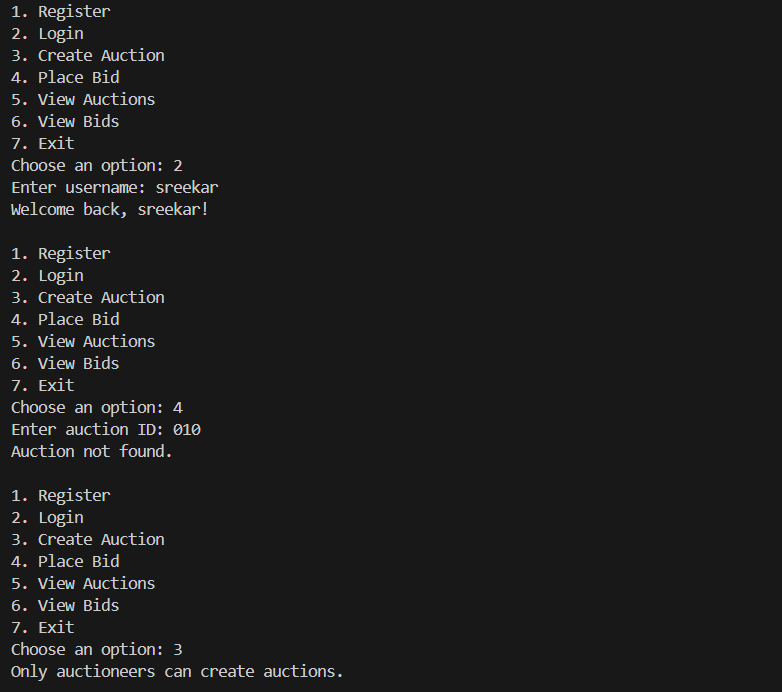 1. Register
2. Login
3. Create Auction
4. Place Bid
5. View Auctions
6. View Bids
7. Exit
Choose an option: 2
Enter username: sreekar
Welcome back, sreekar!
1. Register
2. Login
3. Create Auction
4. Place Bid
5. View Auctions
6. View Bids
7. Exit
Choose an option: 4
Enter auction ID: 010
Auction not found.
1. Register
2. Login
3. Create Auction
4. Place Bid
5. View Auctions
6. View Bids
7. Exit
Choose an option: 3
Only auctioneers can create auctions.